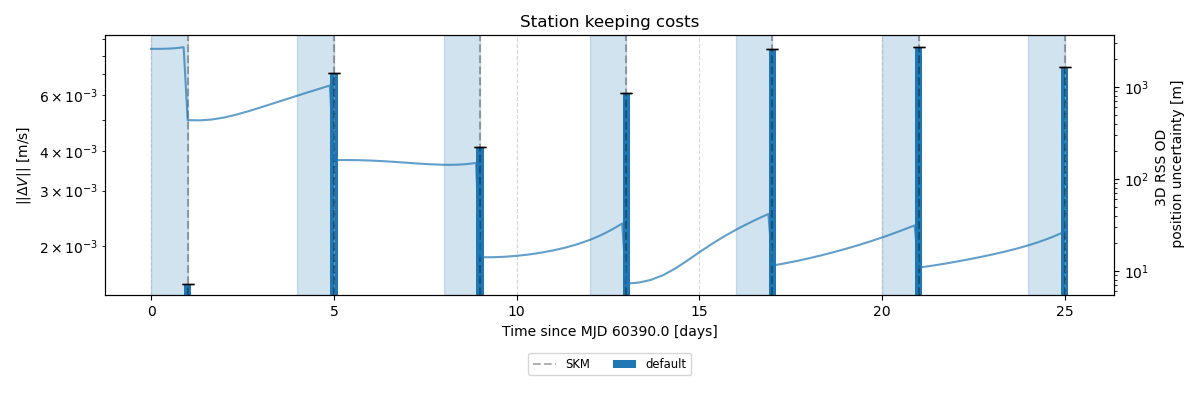 Station keeping costs
||ΔV|| [m/s]
6 × 10⁻³
4 × 10⁻³
3 × 10⁻³
2 × 10⁻³
10³
10²
10¹
3D RSS OD
position uncertainty [m]
0 5 10 15 20 25
Time since MJD 60390.0 [days]
SKM default